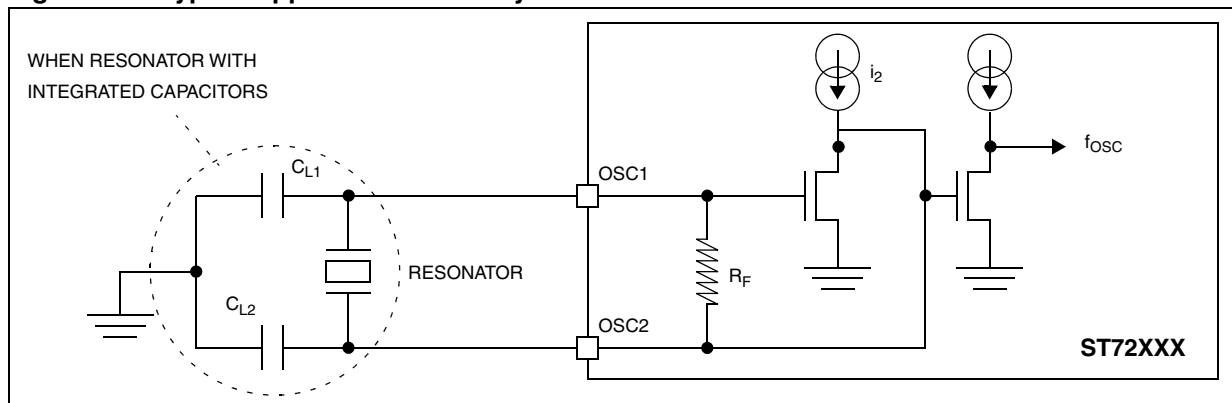 WHEN RESONATOR WITH
INTEGRATED CAPACITORS
i2
fOSC
CL1
OSC1
RESONATOR
RF
CL2
OSC2
ST72XXX